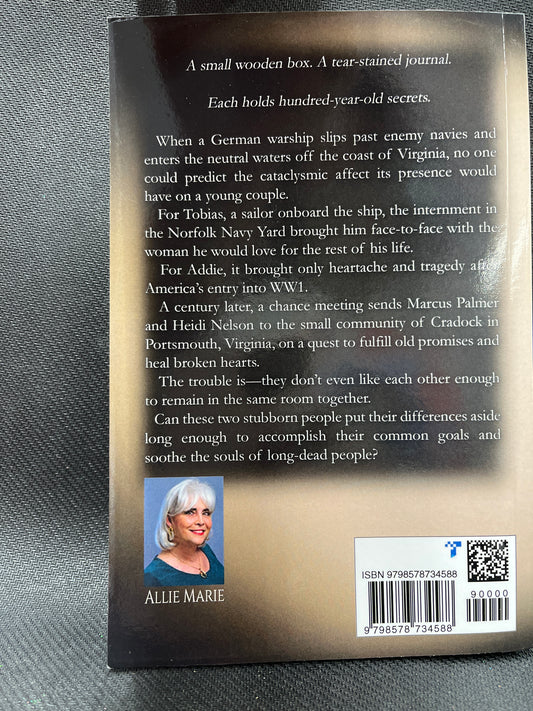 A small wooden box. A tear-stained journal.
Each holds hundred-year-old secrets.
When a German warship slips past enemy navies and
enters the neutral waters off the coast of Virginia, no one
could predict the cataclysmic affect its presence would
have on a young couple.
For Tobias, a sailor onboard the ship, the internment in
the Norfolk Navy Yard brought him face-to-face with the
woman he would love for the rest of his life.
For Addie, it brought only heartache and tragedy after
America's entry into WW1.
A century later, a chance meeting sends Marcus Palmer
and Heidi Nelson to the small community of Cradock in
Portsmouth, Virginia, on a quest to fulfill old promises and
heal broken hearts.
The trouble is—they don't even like each other enough
to remain in the same room together.
Can these two stubborn people put their differences aside
long enough to accomplish their common goals and
soothe the souls of long-dead people?
ALLIE MARIE
ISBN 9798578734588
90000
9 798578 734588